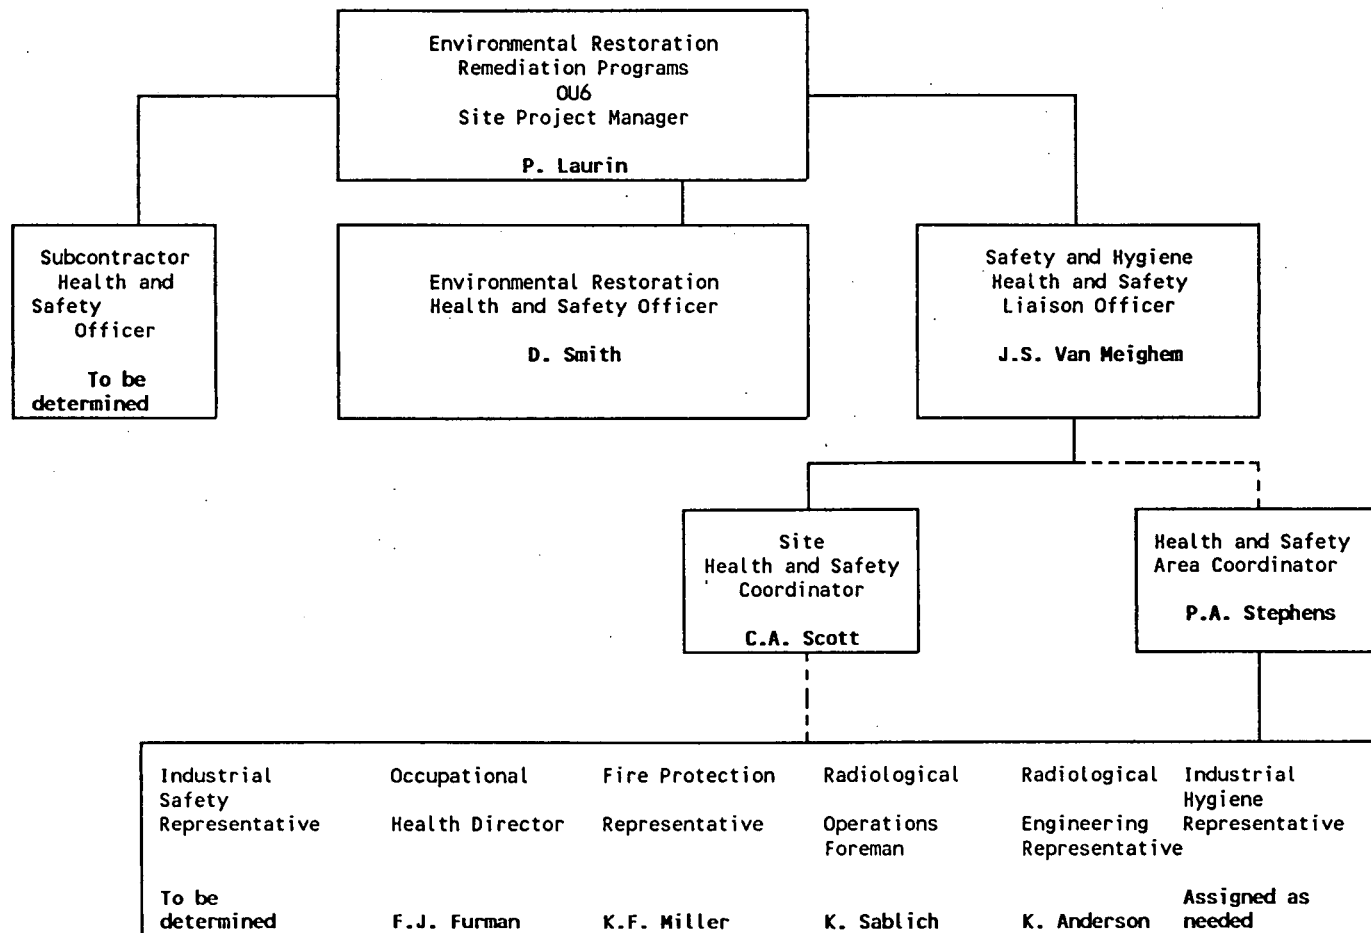 Environmental Restoration
Remediation Programs
OU6
Site Project Manager
P. Laurin
Subcontractor
Health and
Safety
Officer
To be
determined
Environmental Restoration
Health and Safety Officer
D. Smith
Safety and Hygiene
Health and Safety
Liaison Officer
J.S. Van Meighem
Site
Health and Safety
Coordinator
C.A. Scott
Health and Safety
Area Coordinator
P.A. Stephens
Industrial
Safety
Representative
To be
determined
Occupational
Health Director
F.J. Furman
Fire Protection
Representative
K.F. Miller
Radiological
Operations
Foreman
K. Sablich
Radiological
Engineering
Representative
K. Anderson
Industrial
Hygiene
Representative
Assigned as
needed